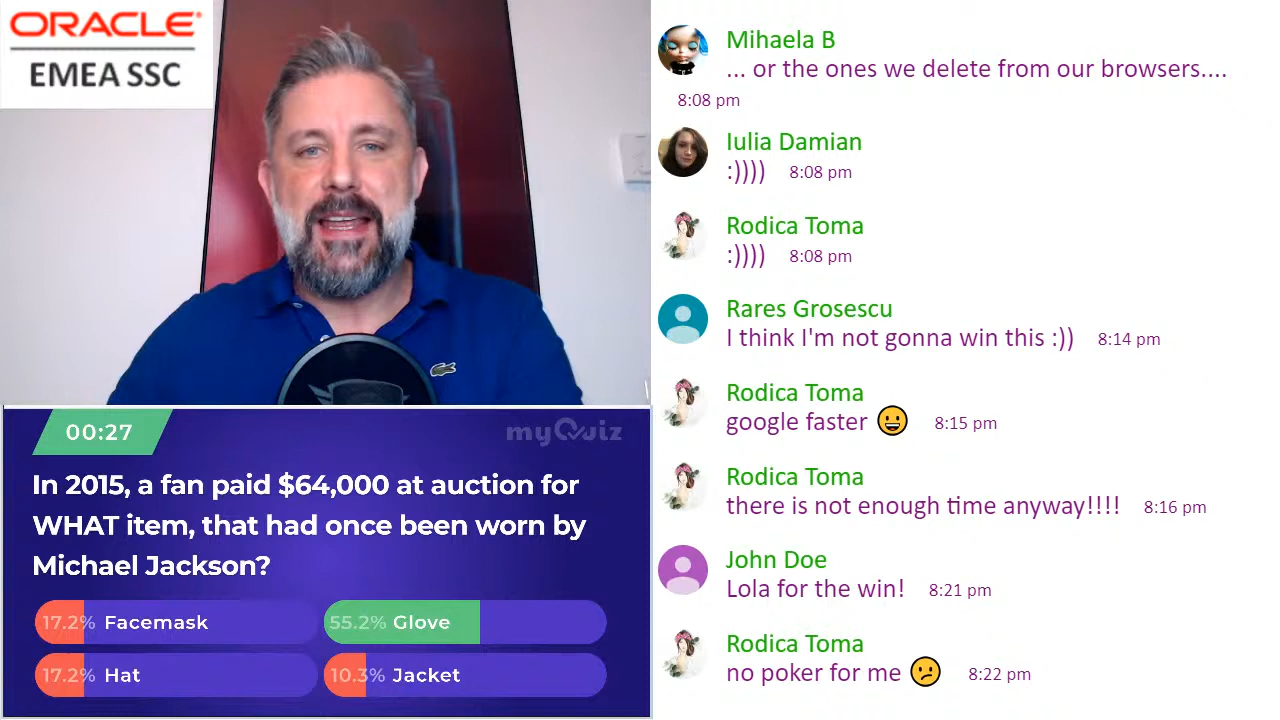 ORACLE
EMEA SSC
00:27
myQuiz
In 2015, a fan paid $64,000 at auction for
WHAT item, that had once been worn by
Michael Jackson?
17.2% Facemask
55.2% Glove
17.2% Hat
10.3% Jacket
Mihaela B
... or the ones we delete from our browsers....
8:08 pm
Iulia Damian
:)))) 8:08 pm
Rodica Toma
:)))) 8:08 pm
Rares Grosescu
I think I'm not gonna win this :)) 8:14 pm
Rodica Toma
google faster 😀 8:15 pm
Rodica Toma
there is not enough time anyway!!!! 8:16 pm
John Doe
Lola for the win! 8:21 pm
Rodica Toma
no poker for me 😕 8:22 pm